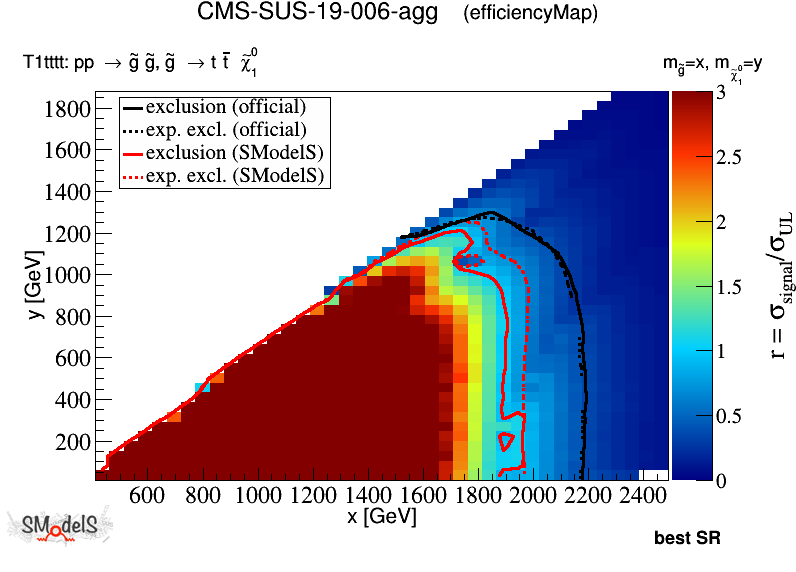 CMS-SUS-19-006-agg (efficiencyMap)
T1tttt: pp → g̃ g̃, g̃ → t t̄ χ̃₁⁰ m_g̃=x, m_χ̃₁⁰=y
exclusion (official)
exp. excl. (official)
exclusion (SModelS)
exp. excl. (SModelS)
1800
1600
1400
1200
1000
800
600
400
200
y [GeV]
600 800 1000 1200 1400 1600 1800 2000 2200 2400
x [GeV]
3
2.5
2
1.5
1
0.5
0
r = σ_signal/σ_UL
SModelS
best SR